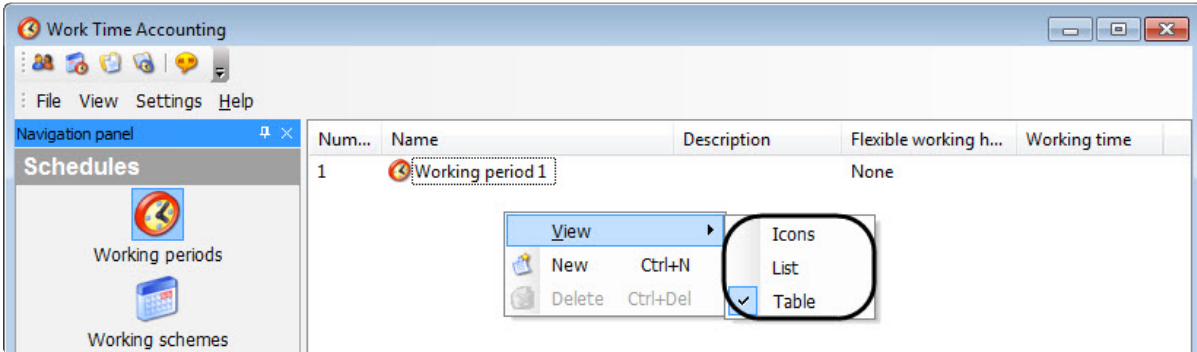 Work Time Accounting
File View Settings Help
Navigation panel
Schedules
Working periods
Working schemes
Num... Name Description Flexible working h... Working time
1 Working period 1 None
View
New Ctrl+N
Delete Ctrl+Del
Icons
List
Table